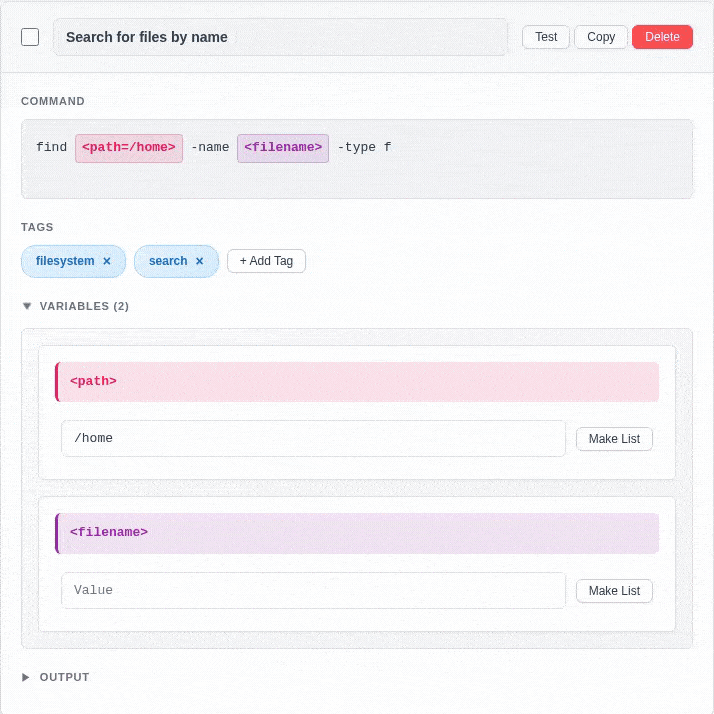 Search for files by name Test Copy Delete
COMMAND
find <path=/home> -name <filename> -type f
TAGS
filesystem × search × + Add Tag
▼ VARIABLES (2)
<path>
/home Make List
<filename>
Value Make List
▶ OUTPUT